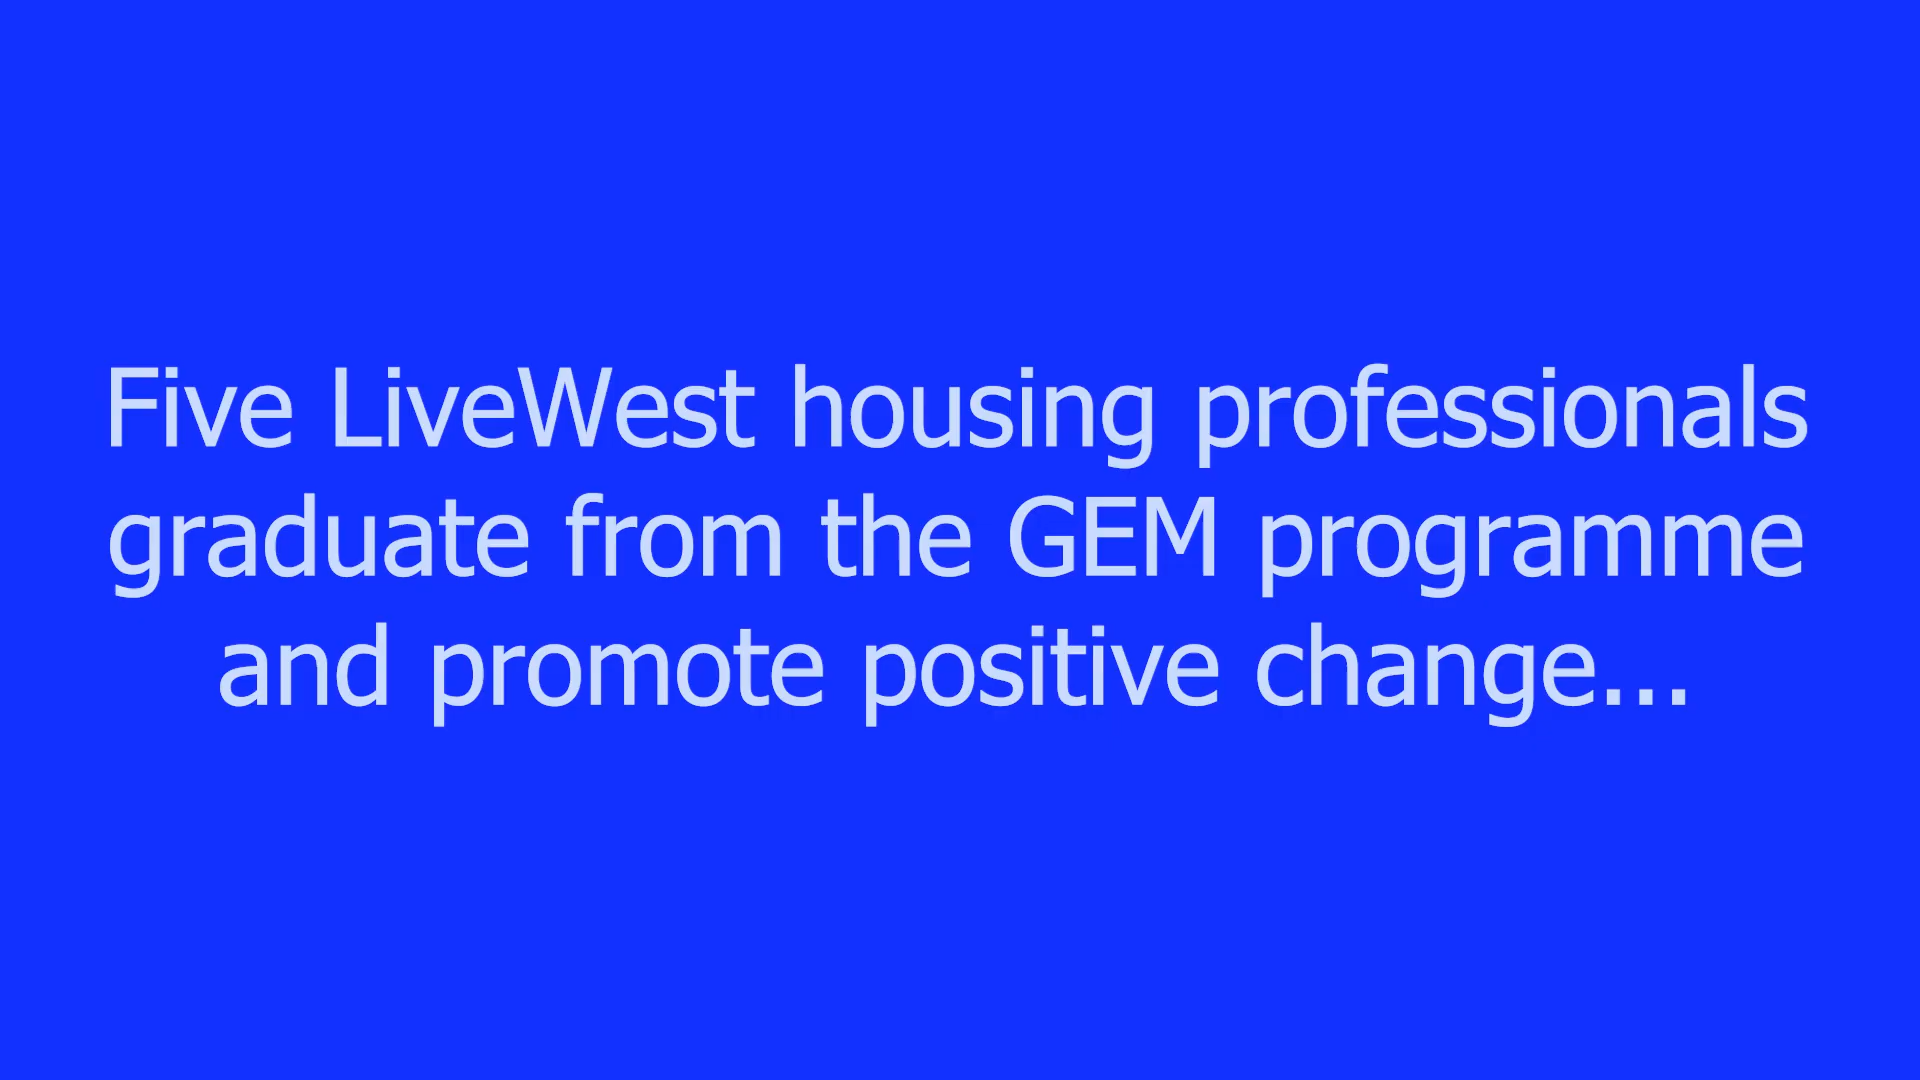 Five LiveWest housing professionals
graduate from the GEM programme
and promote positive change...